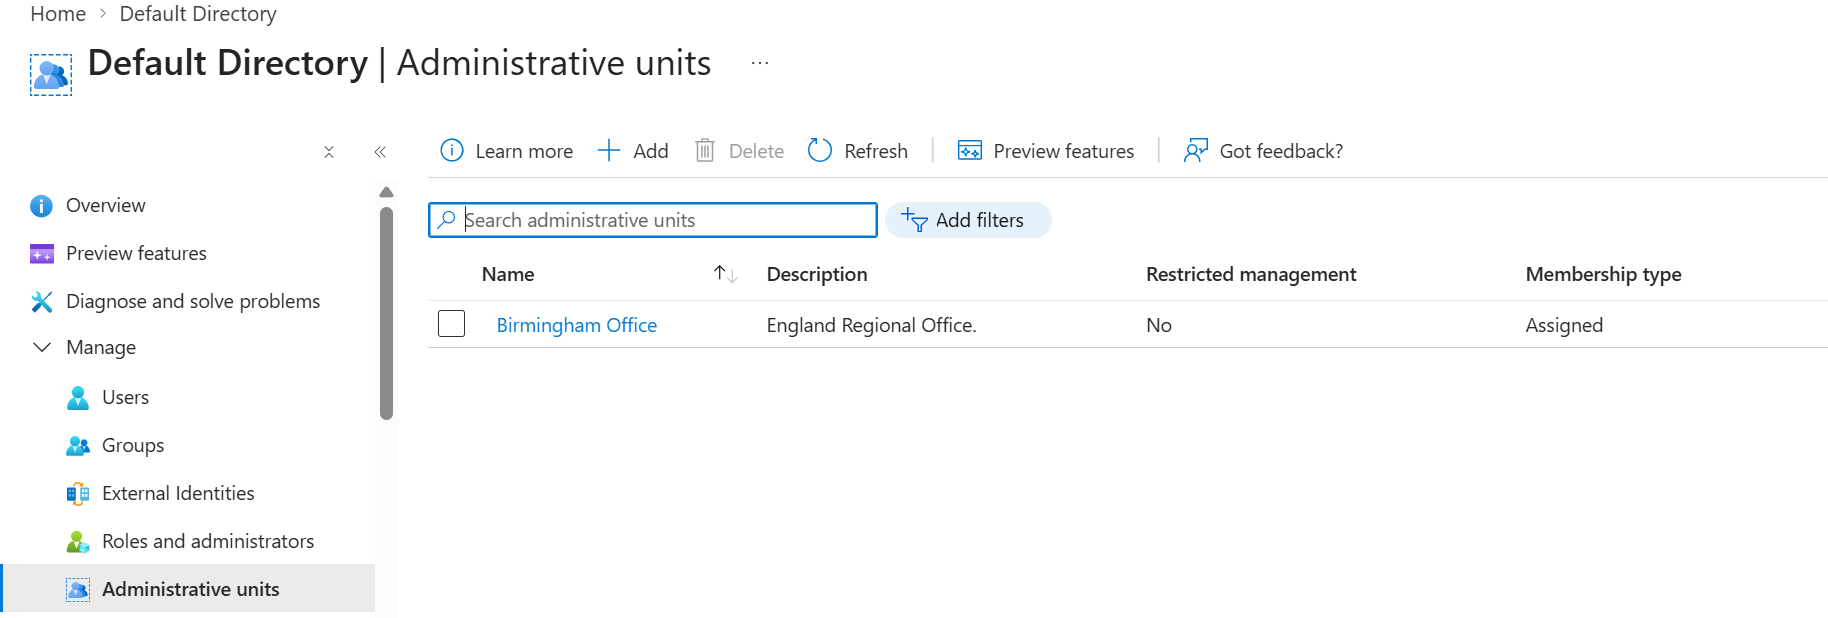 Home > Default Directory
Default Directory | Administrative units ...
Learn more Add Delete Refresh Preview features Got feedback?
Overview
Preview features
Diagnose and solve problems
Manage
Users
Groups
External Identities
Roles and administrators
Administrative units
Search administrative units Add filters
Name Description Restricted management Membership type
Birmingham Office England Regional Office. No Assigned